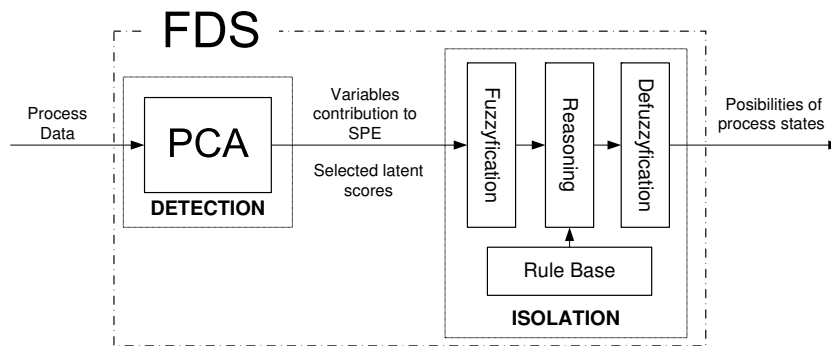 FDS
Process
Data
PCA
DETECTION
Variables
contribution to
SPE
Selected latent
scores
Fuzzyfication
Reasoning
Defuzzyfication
Rule Base
ISOLATION
Posibilities of
process states